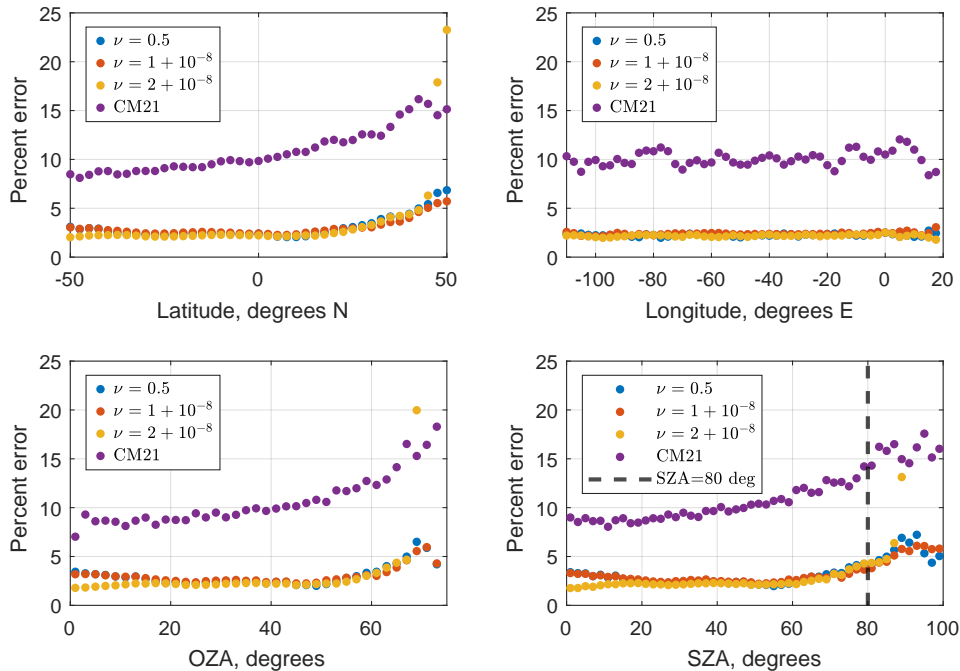 25
20
15
10
5
0
Percent error
ν = 0.5
ν = 1 + 10⁻⁸
ν = 2 + 10⁻⁸
CM21
-50
0
50
Latitude, degrees N
25
20
15
10
5
0
Percent error
ν = 0.5
ν = 1 + 10⁻⁸
ν = 2 + 10⁻⁸
CM21
-100
-80
-60
-40
-20
0
20
Longitude, degrees E
25
20
15
10
5
0
Percent error
ν = 0.5
ν = 1 + 10⁻⁸
ν = 2 + 10⁻⁸
CM21
0
20
40
60
OZA, degrees
25
20
15
10
5
0
Percent error
ν = 0.5
ν = 1 + 10⁻⁸
ν = 2 + 10⁻⁸
CM21
SZA=80 deg
0
20
40
60
80
100
SZA, degrees